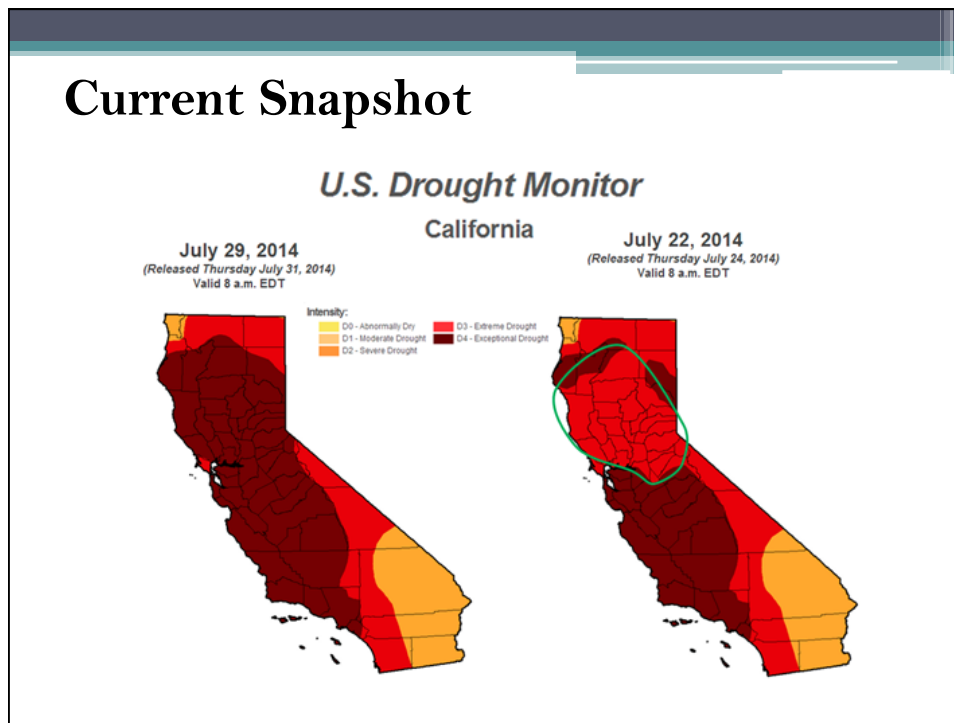 Current Snapshot
U.S. Drought Monitor
California
July 29, 2014
(Released Thursday July 31, 2014)
Valid 8 a.m. EDT
July 22, 2014
(Released Thursday July 24, 2014)
Valid 8 a.m. EDT
Intensity:
D0 - Abnormally Dry
D1 - Moderate Drought
D2 - Severe Drought
D3 - Extreme Drought
D4 - Exceptional Drought